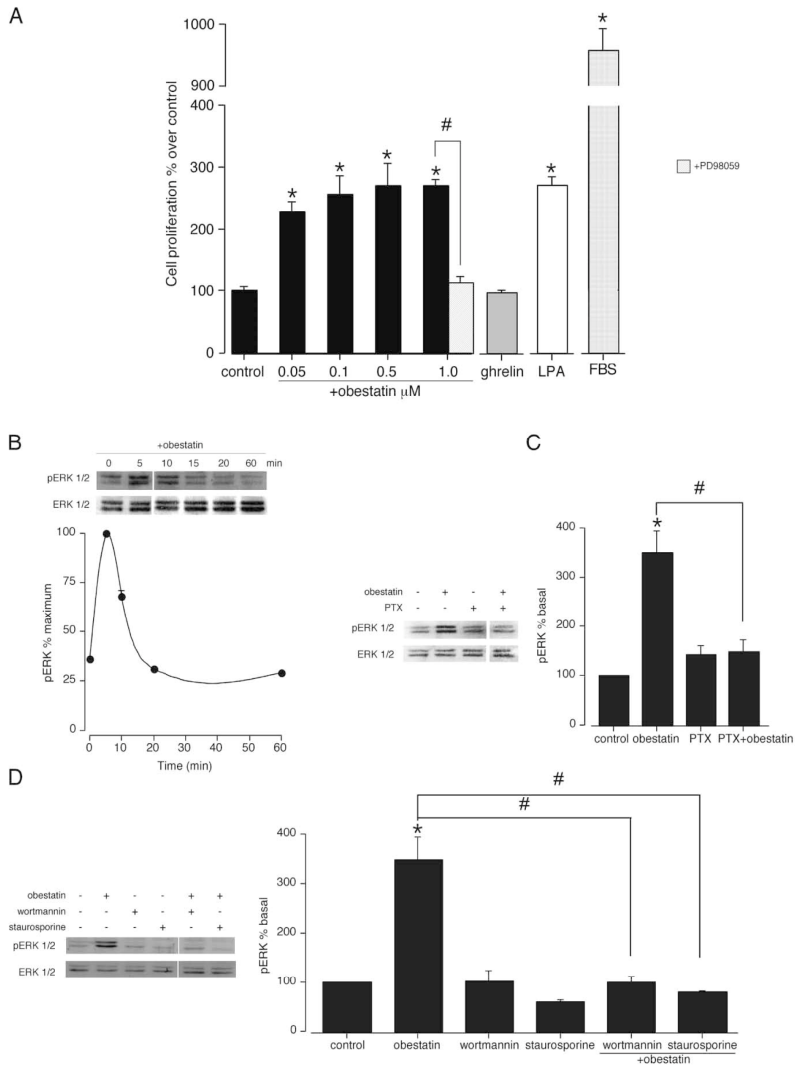 A
1000
900
400
300
200
100
0
Cell proliferation % over control
* * * * # * *
+PD98059
control 0.05 0.1 0.5 1.0 ghrelin LPA FBS
+obestatin μM
B
+obestatin
0 5 10 15 20 60 min
pERK 1/2
ERK 1/2
100
75
50
25
0
pERK % maximum
0 10 20 30 40 50 60
Time (min)
obestatin - + - +
PTX - - + +
pERK 1/2
ERK 1/2
C
#
*
400
300
200
100
0
pERK % basal
control obestatin PTX PTX+obestatin
D
obestatin - + - - + +
wortmannin - - + - + -
staurosporine - - - + - +
pERK 1/2
ERK 1/2
#
#
*
400
300
200
100
0
pERK % basal
control obestatin wortmannin staurosporine wortmannin staurosporine
+obestatin